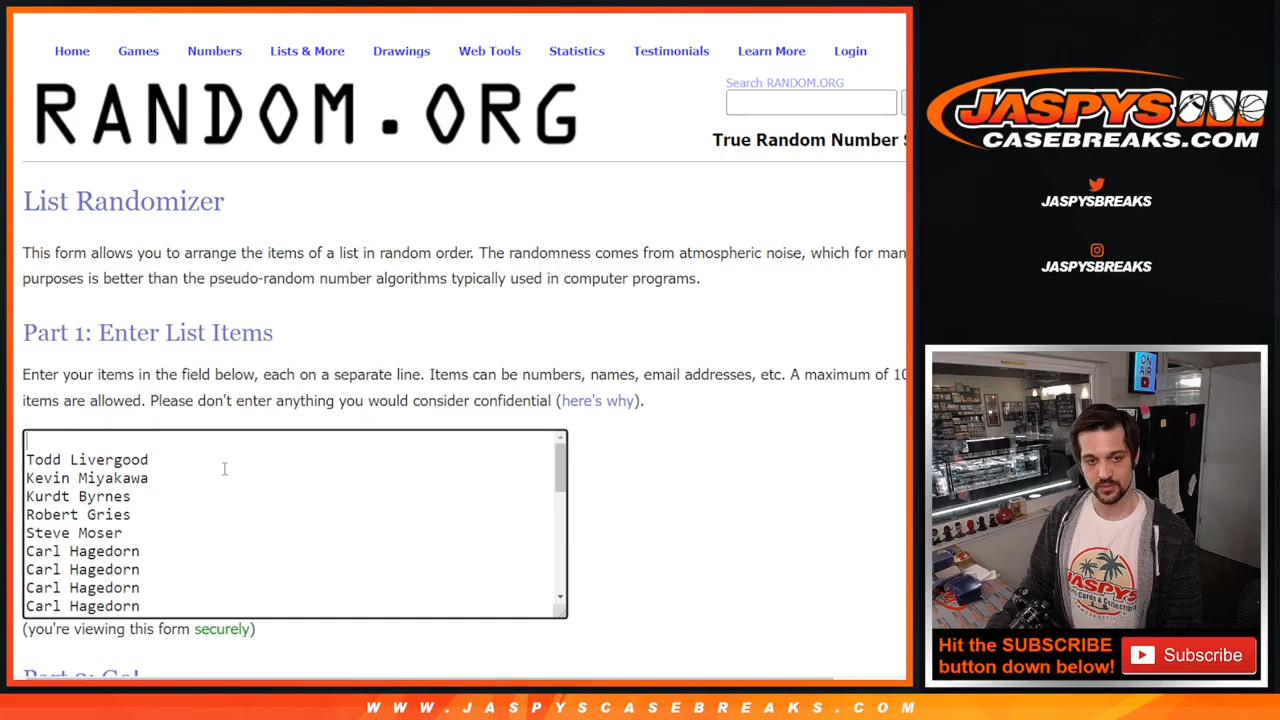 Home Games Numbers Lists & More Drawings Web Tools Statistics Testimonials Learn More Login
RANDOM.ORG
Search RANDOM.ORG
True Random Number
List Randomizer
This form allows you to arrange the items of a list in random order. The randomness comes from atmospheric noise, which for man
purposes is better than the pseudo-random number algorithms typically used in computer programs.
Part 1: Enter List Items
Enter your items in the field below, each on a separate line. Items can be numbers, names, email addresses, etc. A maximum of 10
items are allowed. Please don't enter anything you would consider confidential (here's why).
Todd Livergood
Kevin Miyakawa
Kurdt Byrnes
Robert Gries
Steve Moser
Carl Hagedorn
Carl Hagedorn
Carl Hagedorn
Carl Hagedorn
(you're viewing this form securely)
Part 2: Go!
JASPYS
CASEBREAKS.COM
JASPYSBREAKS
JASPYSBREAKS
ON
AIR
JASPYS
Hit the SUBSCRIBE
button down below!
Subscribe
WWW.JASPYSCASEBREAKS.COM